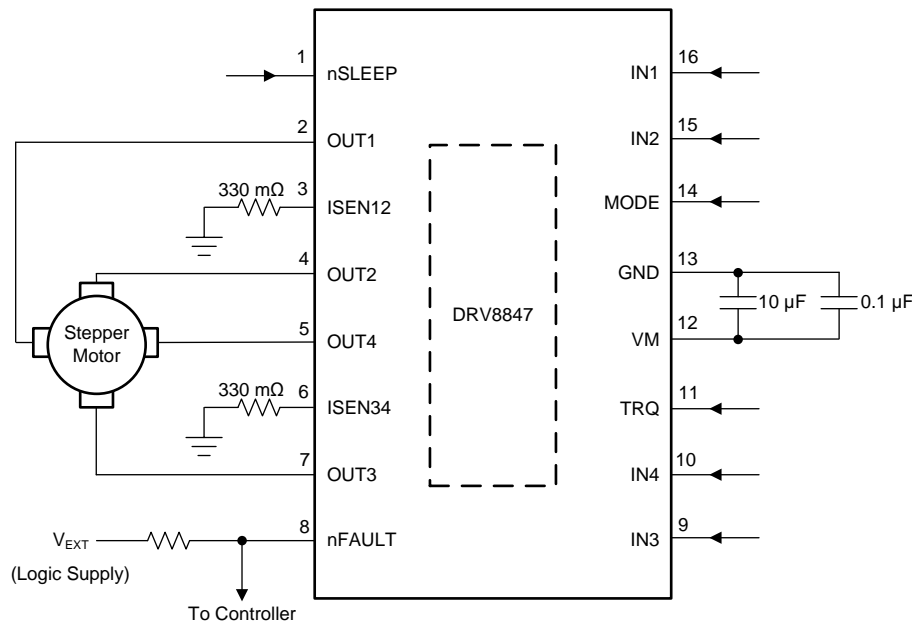 1
nSLEEP
16
IN1
2
OUT1
15
IN2
330 mΩ
3
ISEN12
14
MODE
4
OUT2
13
GND
10 µF
0.1 µF
DRV8847
Stepper
Motor
5
OUT4
12
VM
330 mΩ
6
ISEN34
11
TRQ
7
OUT3
10
IN4
8
nFAULT
9
IN3
VEXT
(Logic Supply)
To Controller